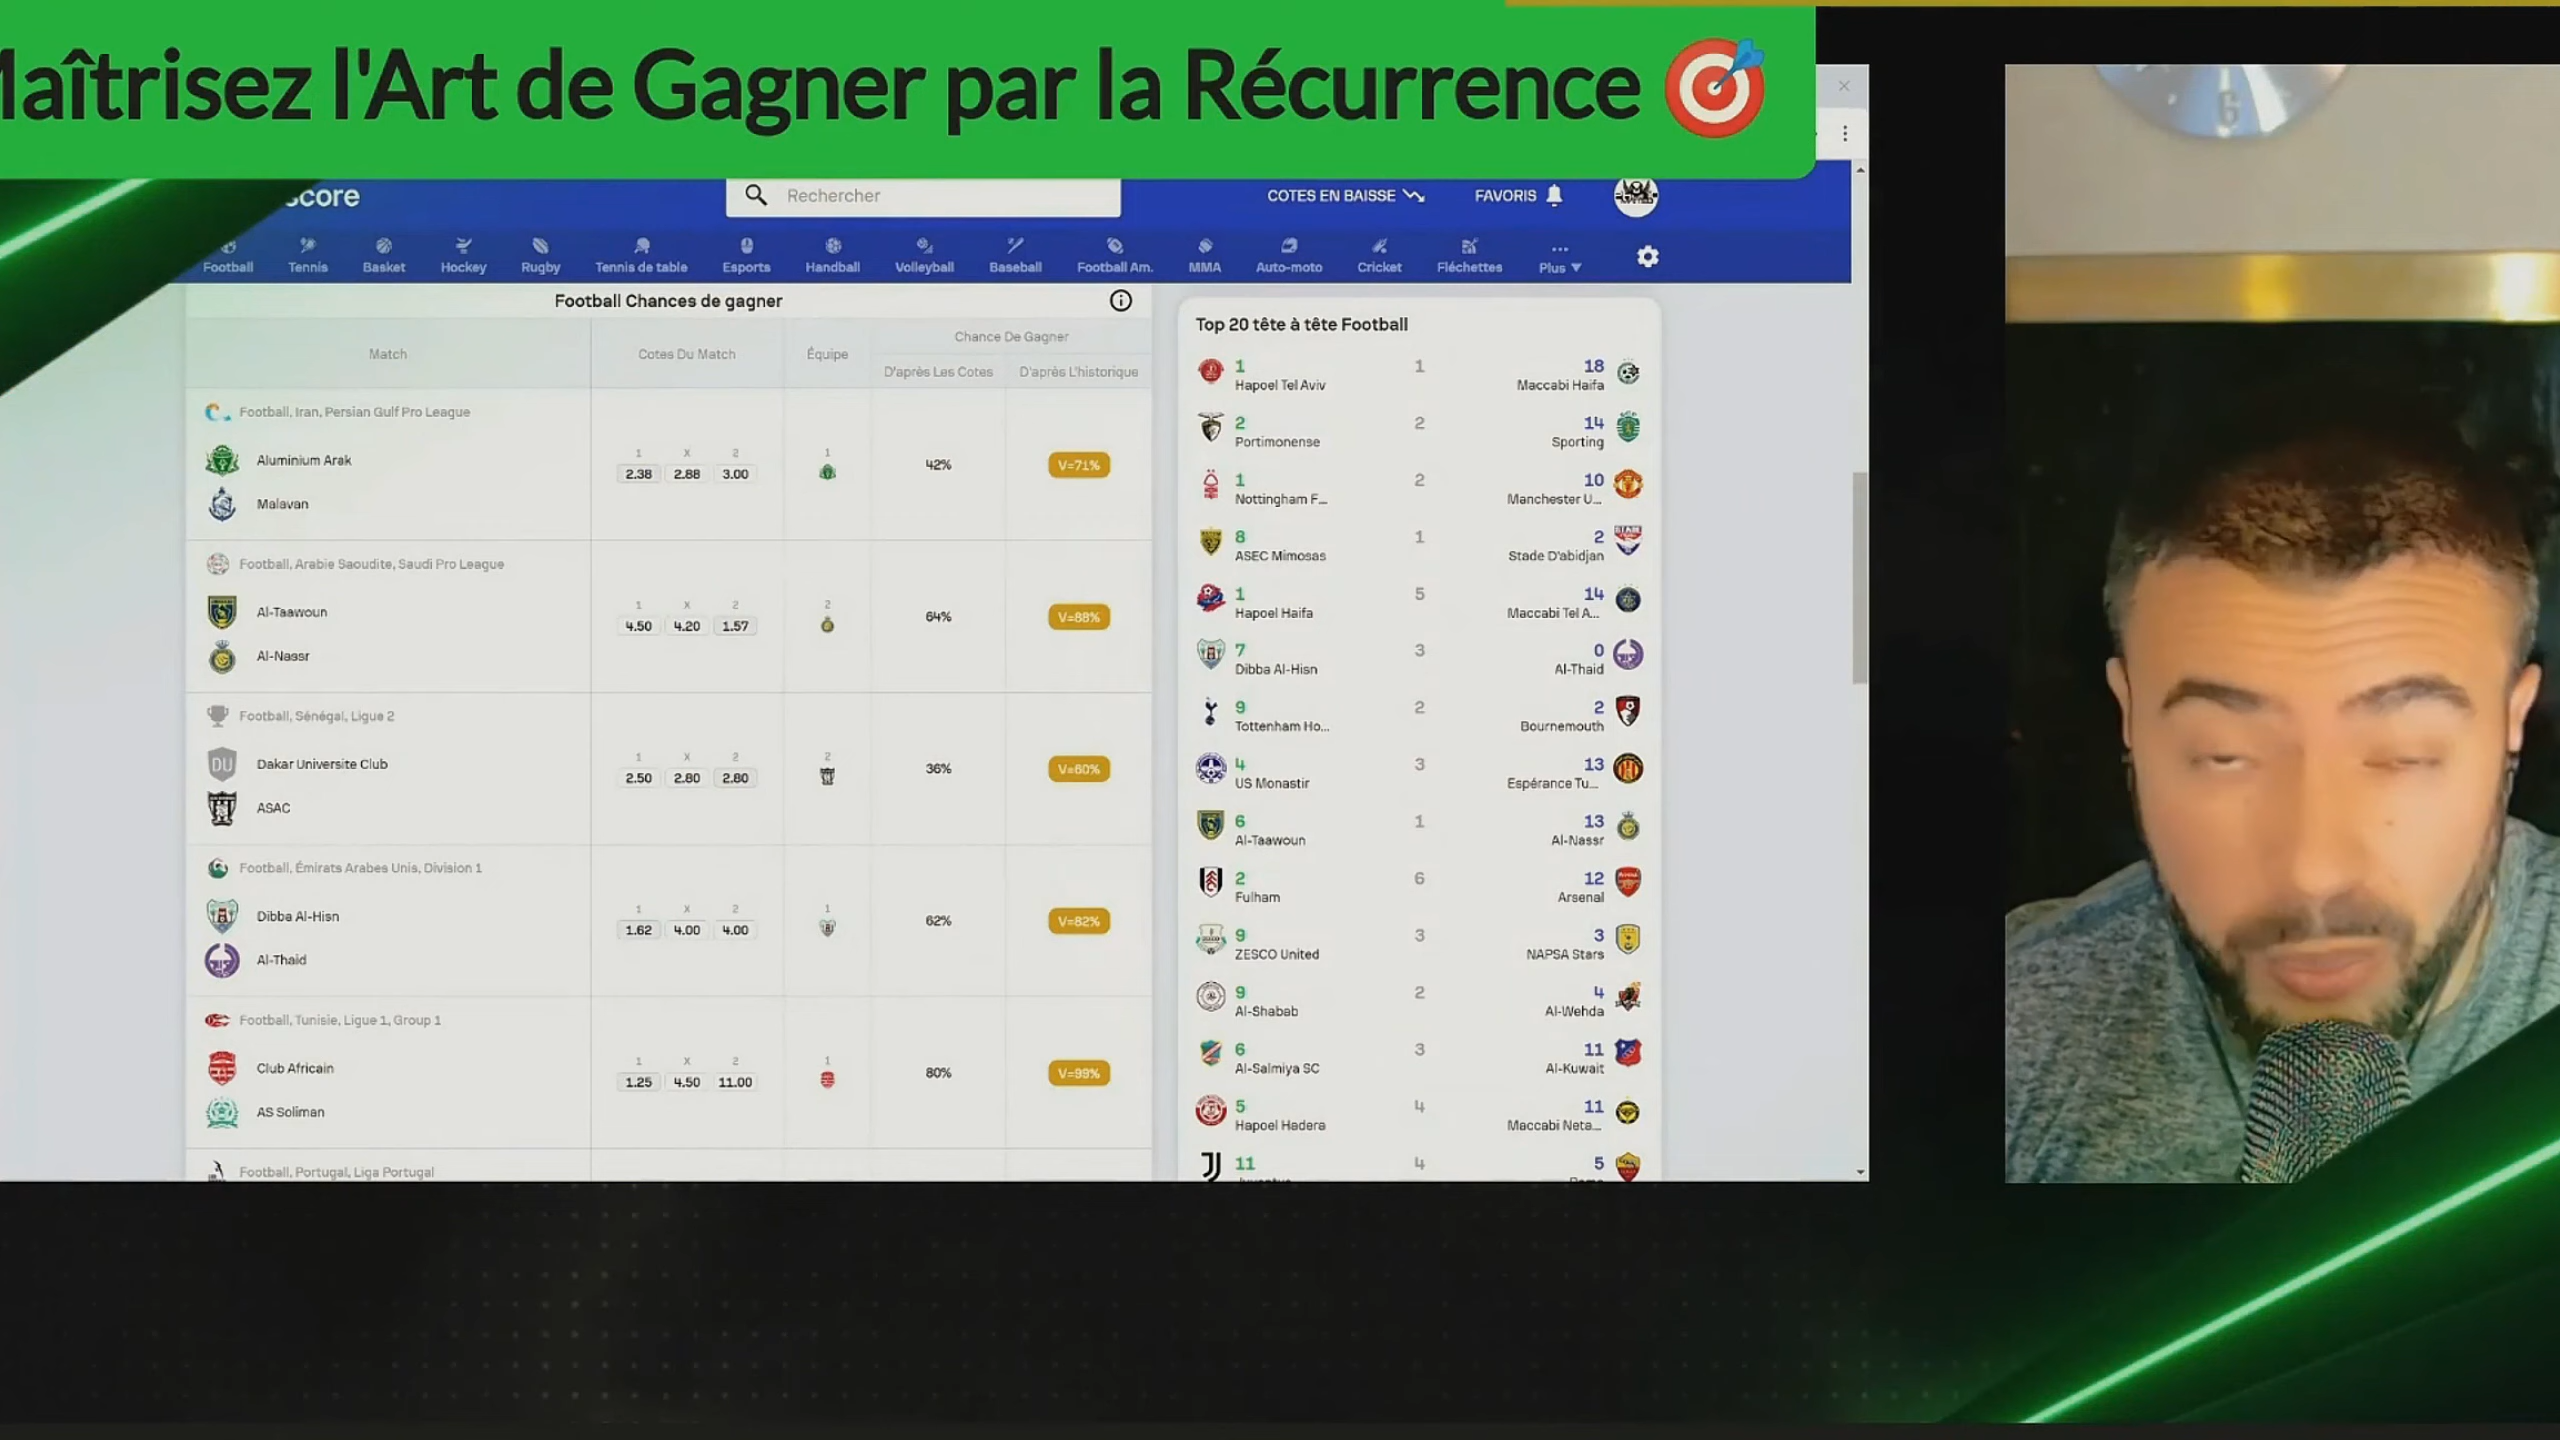 l'Art de Gagner par la Récurrence
Rechercher
COTES EN BAISSE
FAVORIS
Football
Tennis
Basket
Hockey
Rugby
Tennis de table
Esports
Handball
Volleyball
Baseball
Football Am.
MMA
Auto-moto
Cricket
Fléchettes
Plus ▼
Football Chances de gagner
Match
Cotes Du Match
Équipe
Chance De Gagner
D'après Les Cotes
D'après L'historique
Football, Iran, Persian Gulf Pro League
Aluminium Arak
Malavan
1 X 2
2.38 2.88 3.00
1
42%
V=71%
Football, Arabie Saoudite, Saudi Pro League
Al-Taawoun
Al-Nassr
1 X 2
4.50 4.20 1.57
2
64%
V=88%
Football, Sénégal, Ligue 2
DU
Dakar Universite Club
ASAC
1 X 2
2.50 2.80 2.80
2
36%
V=60%
Football, Émirats Arabes Unis, Division 1
Dibba Al-Hisn
Al-Thaid
1 X 2
1.62 4.00 4.00
1
62%
V=82%
Football, Tunisie, Ligue 1, Group 1
Club Africain
AS Soliman
1 X 2
1.25 4.50 11.00
1
80%
V=99%
Football, Portugal, Liga Portugal
Top 20 tête à tête Football
1 1 18
Hapoel Tel Aviv Maccabi Haifa
2 2 14
Portimonense Sporting
1 2 10
Nottingham F... Manchester U...
8 1 2
ASEC Mimosas Stade D'abidjan
1 5 14
Hapoel Haifa Maccabi Tel A...
7 3 0
Dibba Al-Hisn Al-Thaid
9 2 2
Tottenham Ho... Bournemouth
4 3 13
US Monastir Espérance Tu...
6 1 13
Al-Taawoun Al-Nassr
2 6 12
Fulham Arsenal
9 3 3
ZESCO United NAPSA Stars
9 2 4
Al-Shabab Al-Wehda
6 3 11
Al-Salmiya SC Al-Kuwait
5 4 11
Hapoel Hadera Maccabi Neta...
11 4 5